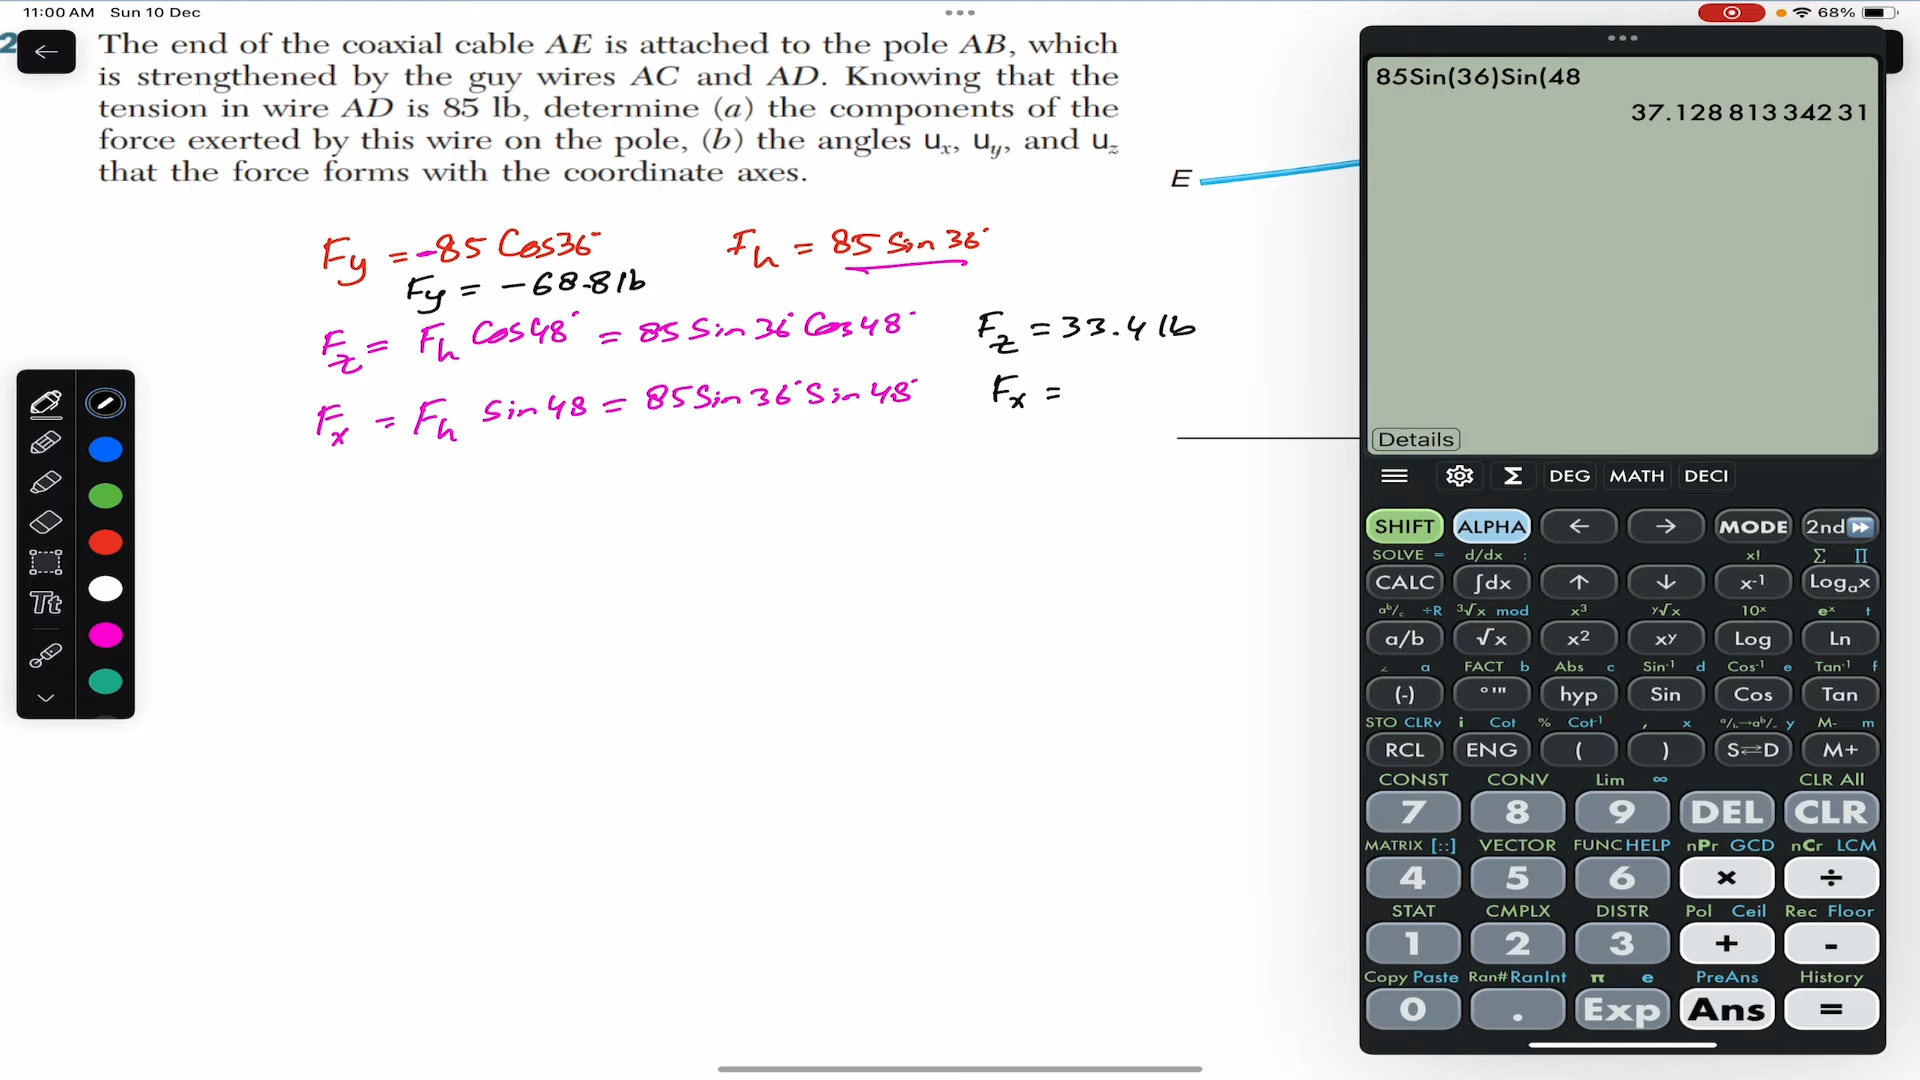 11:00 AM Sun 10 Dec
68%
2
The end of the coaxial cable AE is attached to the pole AB, which
is strengthened by the guy wires AC and AD. Knowing that the
tension in wire AD is 85 lb, determine (a) the components of the
force exerted by this wire on the pole, (b) the angles ux, uy, and uz
that the force forms with the coordinate axes.
E
Fy = -85 Cos36°
Fh = 85 Sin 36°
Fy = -68.8 lb
Fz = Fh Cos48° = 85 Sin 36° Cos48°
Fz = 33.4 lb
Fx = Fh Sin 48 = 85 Sin 36° Sin 48°
Fx =
Tt
85Sin(36)Sin(48
37.12881334231
Details
Σ DEG MATH DECI
SHIFT ALPHA ← → MODE 2nd
SOLVE = d/dx : x! Σ Π
CALC ∫dx ↑ ↓ x-1 Logax
ab/c ÷R 3√x mod x3 y√x 10x ex t
a/b √x x2 xy Log Ln
∠ a FACT b Abs c Sin-1 d Cos-1 e Tan-1 f
(-) °''' hyp Sin Cos Tan
STO CLRv i Cot % Cot-1 , x a/b→ab/c y M- m
RCL ENG ( ) S⇄D M+
CONST CONV Lim ∞ CLR All
7 8 9 DEL CLR
MATRIX [::] VECTOR FUNC HELP nPr GCD nCr LCM
4 5 6 × ÷
STAT CMPLX DISTR Pol Ceil Rec Floor
1 2 3 + -
Copy Paste Ran# RanInt π e PreAns History
0 . Exp Ans =